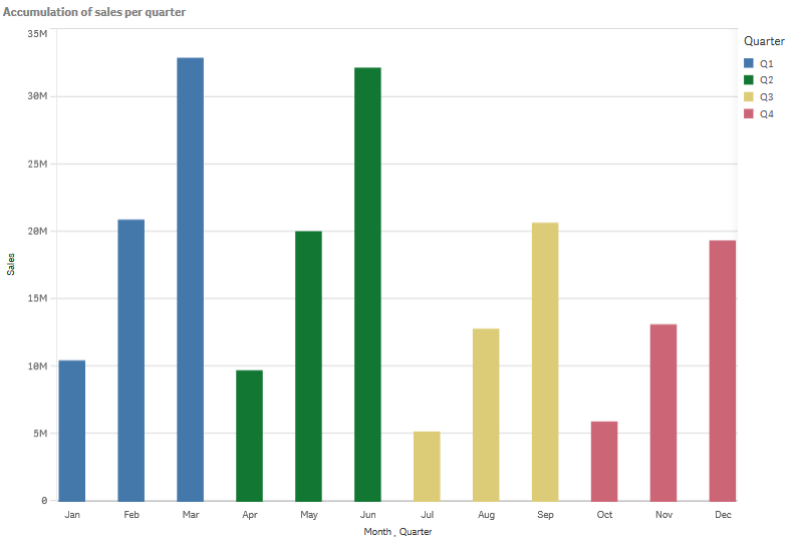 Accumulation of sales per quarter
35M
30M
25M
20M
15M
10M
5M
0
Sales
Jan Feb Mar Apr May Jun Jul Aug Sep Oct Nov Dec
Month , Quarter
Quarter
Q1
Q2
Q3
Q4